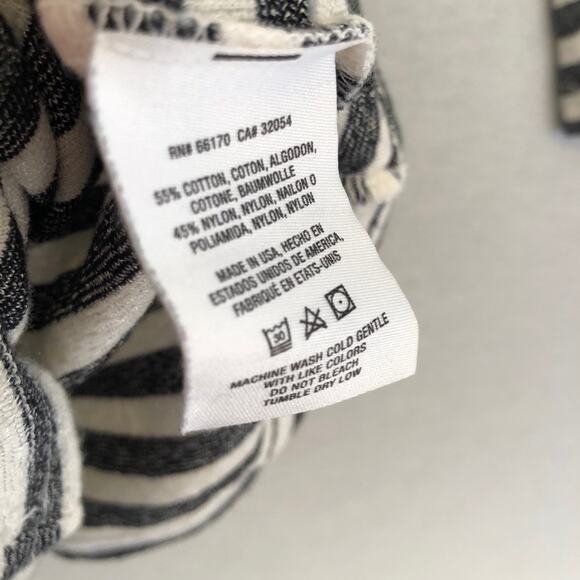 RN# 66170 CA# 32054
55% COTTON, COTON, ALGODON,
COTONE, BAUMWOLLE
45% NYLON, NYLON, NAILON O
POLIAMIDA, NYLON, NYLON
MADE IN USA, HECHO EN
ESTADOS UNIDOS DE AMERICA,
FABRIQUÉ EN ETATS-UNIS
30
MACHINE WASH COLD GENTLE
WITH LIKE COLORS
DO NOT BLEACH
TUMBLE DRY LOW